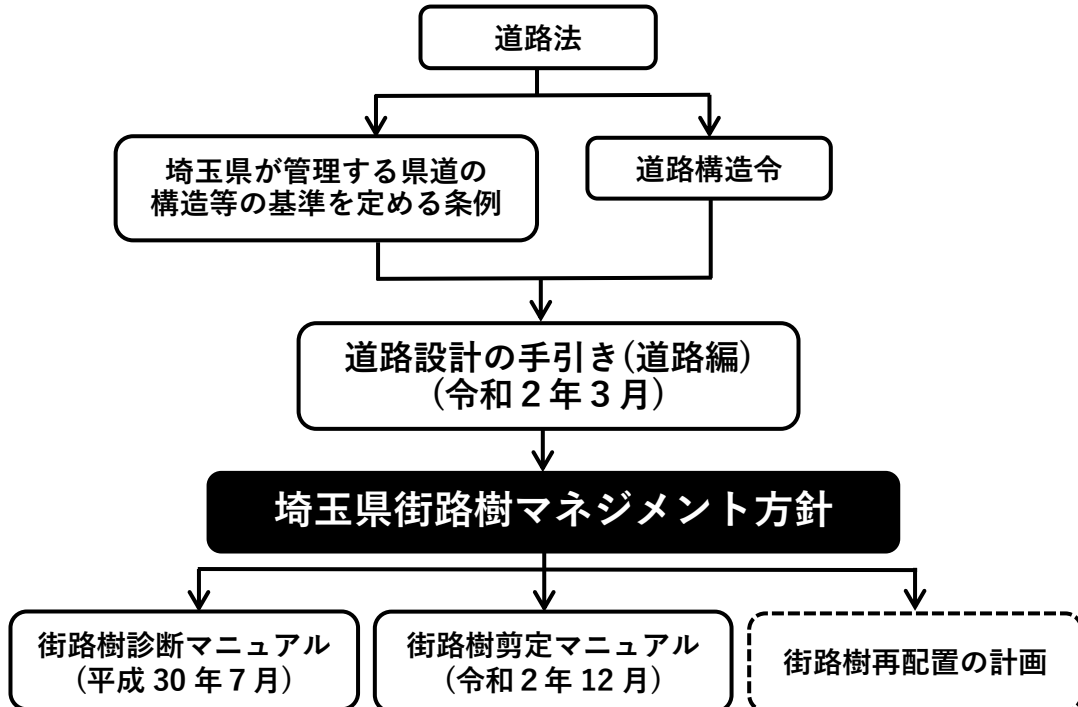 道路法
埼玉県が管理する県道の
構造等の基準を定める条例
道路構造令
道路設計の手引き(道路編)
(令和２年３月)
埼玉県街路樹マネジメント方針
街路樹診断マニュアル
(平成 30 年７月)
街路樹剪定マニュアル
(令和２年 12 月)
街路樹再配置の計画